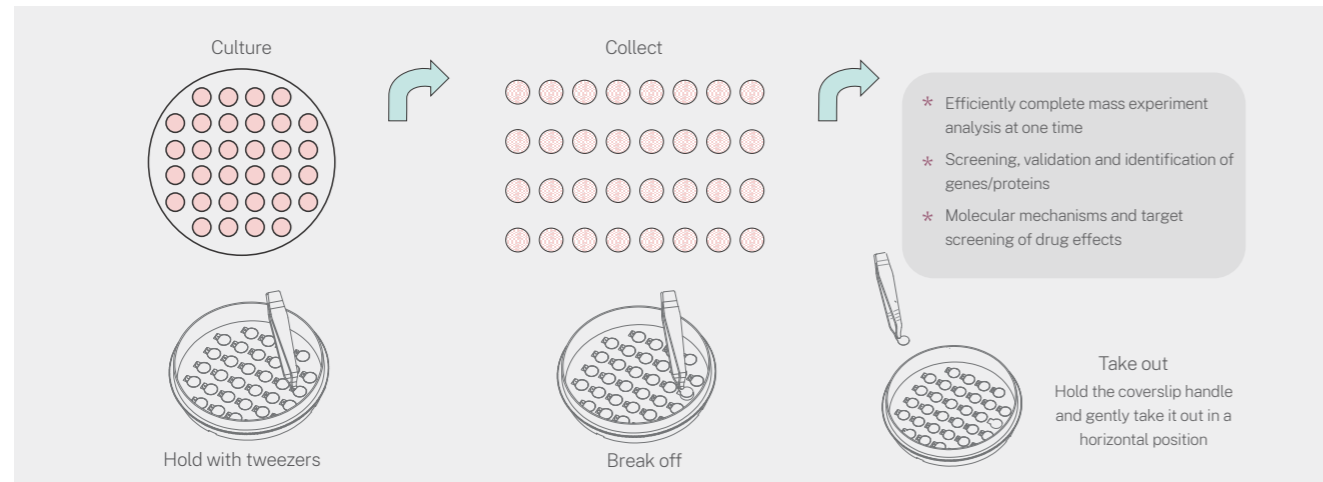 Culture
Collect
* Efficiently complete mass experiment
analysis at one time
* Screening, validation and identification of
genes/proteins
* Molecular mechanisms and target
screening of drug effects
Hold with tweezers
Break off
Take out
Hold the coverslip handle
and gently take it out in a
horizontal position